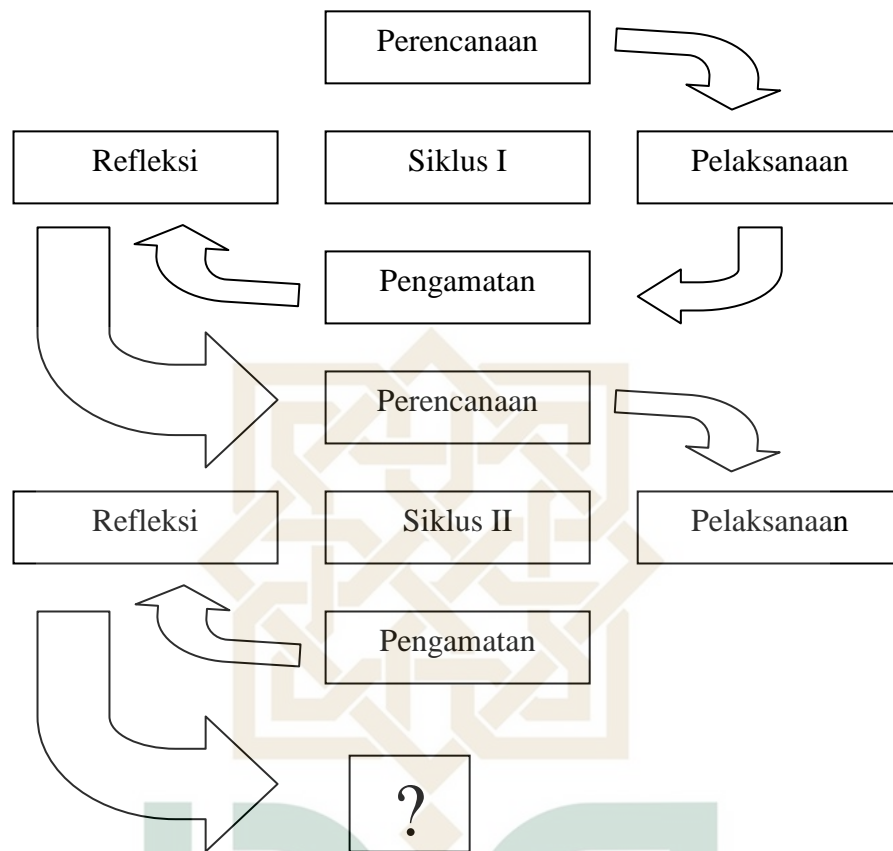 Perencanaan
Refleksi
Siklus I
Pelaksanaan
Pengamatan
Perencanaan
Refleksi
Siklus II
Pelaksanaan
Pengamatan
?